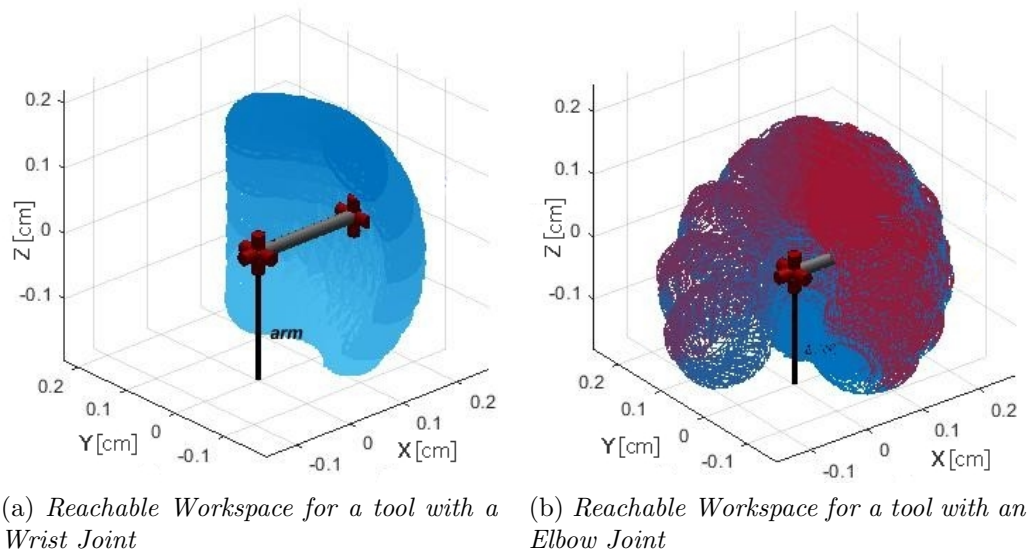 0.2
0.1
0
-0.1
Z[cm]
arm
0.2
0.1
0
-0.1
Y[cm]
-0.1
0
0.1
0.2
X[cm]
0.2
0.1
0
-0.1
Z[cm]
0.2
0.1
0
-0.1
Y[cm]
-0.1
0
0.1
0.2
X[cm]
(a) Reachable Workspace for a tool with a
Wrist Joint
(b) Reachable Workspace for a tool with an
Elbow Joint